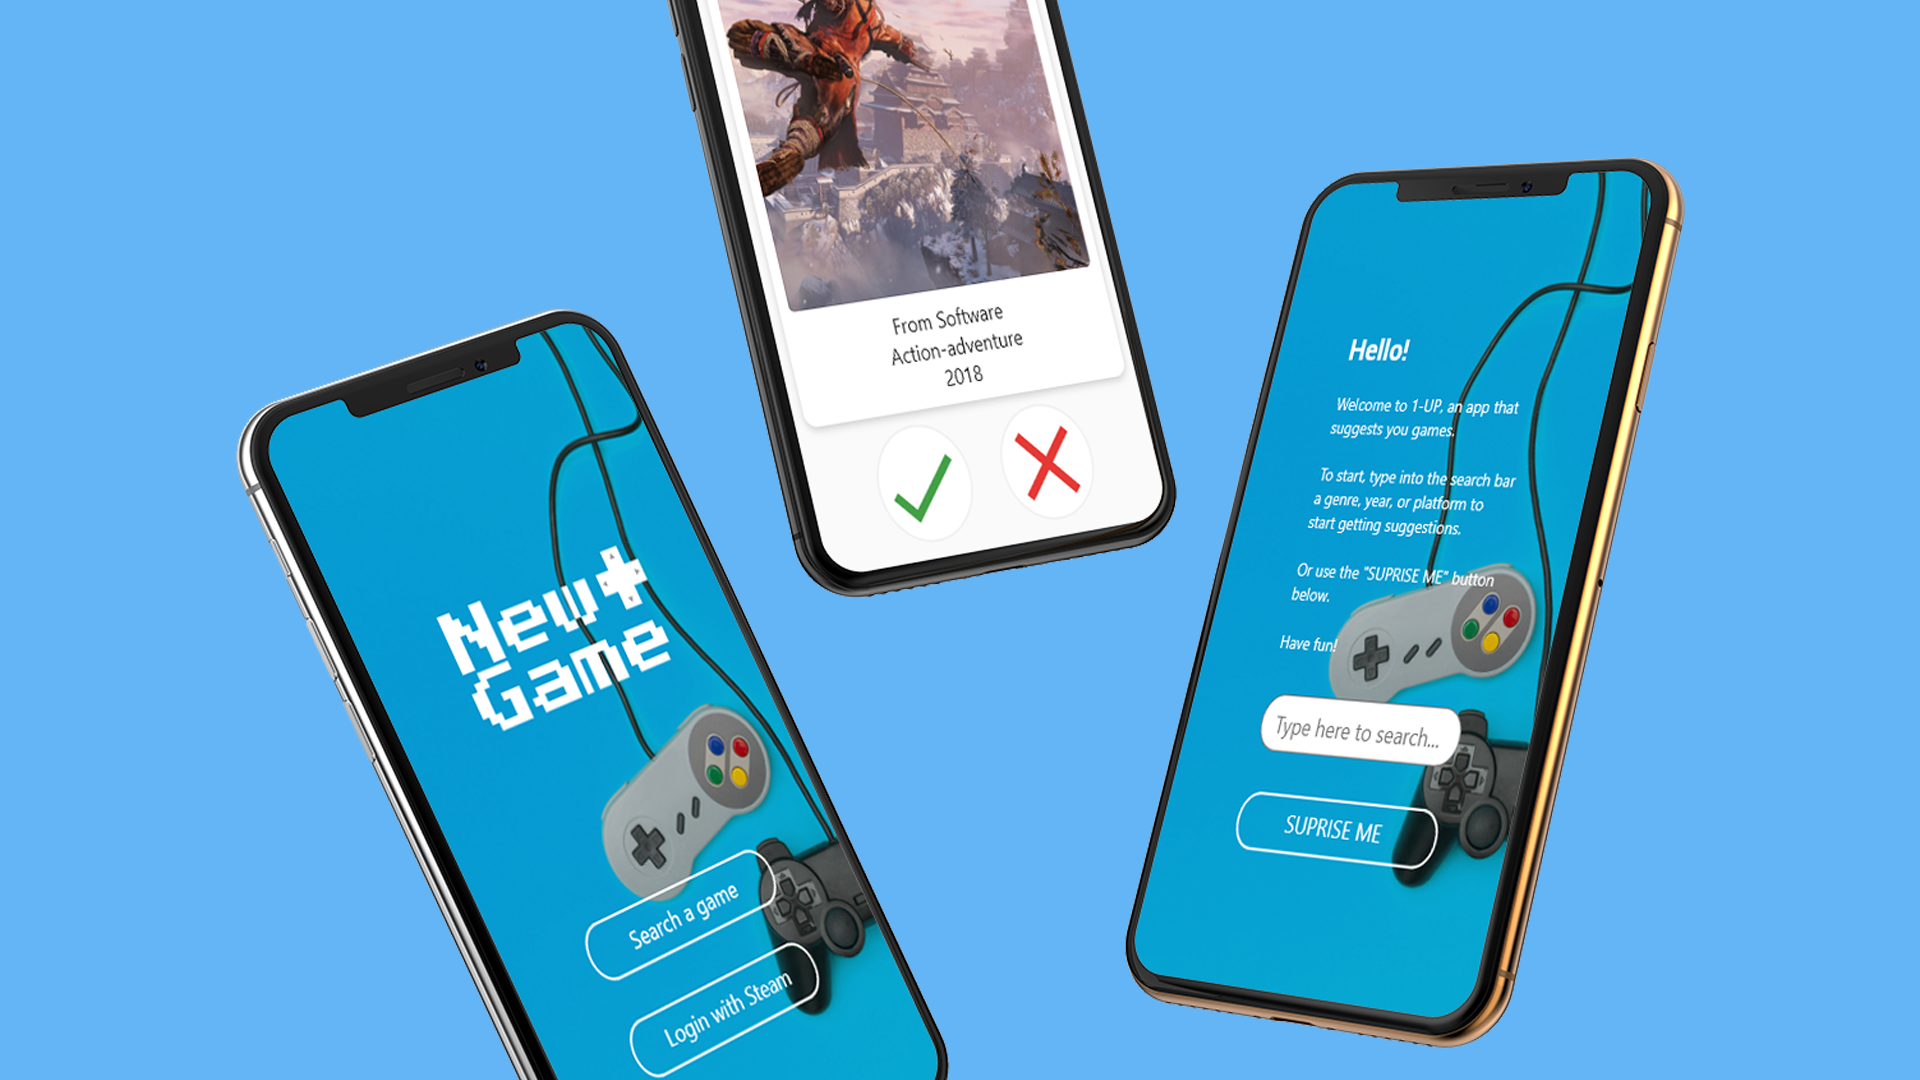 New+
Game
Search a game
Login with Steam
From Software
Action-adventure
2018
Hello!
Welcome to 1-UP, an app that
suggests you games.
To start, type into the search bar
a genre, year, or platform to
start getting suggestions.
Or use the "SUPRISE ME" button
below.
Have fun!
Type here to search...
SUPRISE ME